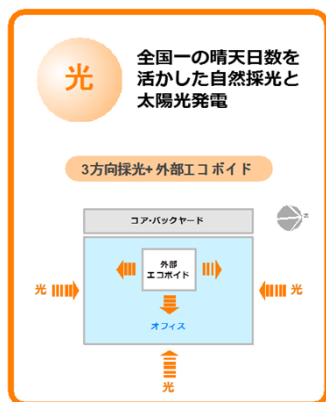 光
全国一の晴天日数を
活かした自然採光と
太陽光発電
3方向採光+外部エコボイド
コア・バックヤード
N
外部
エコボイド
光
光
オフィス
光